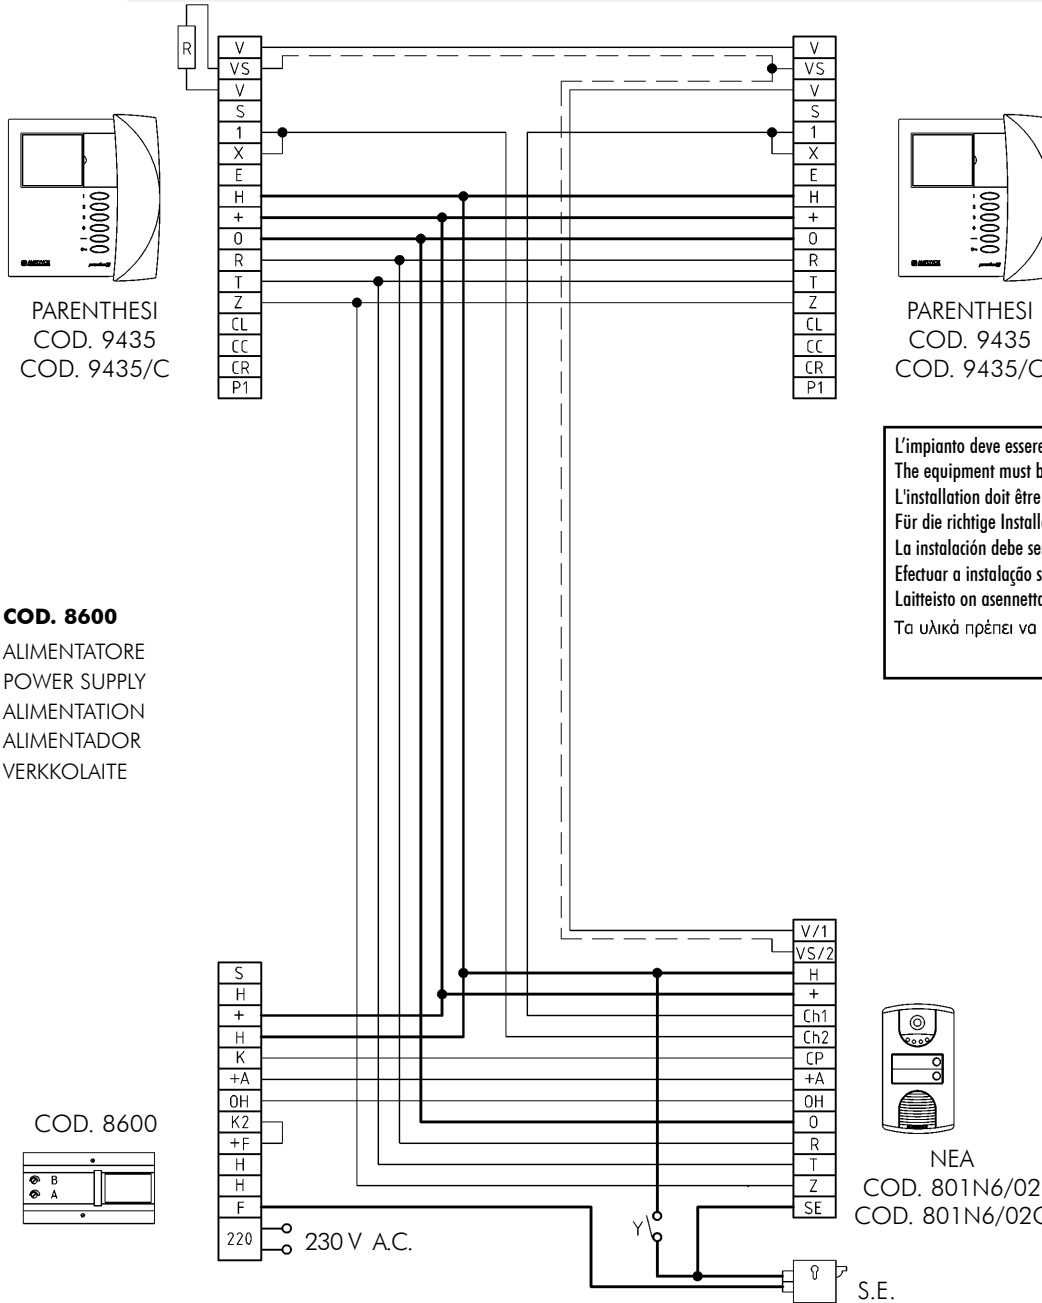 R
V
VS
V
S
1
X
E
H
+
O
R
T
Z
CL
CC
CR
P1
V
VS
V
S
1
X
E
H
+
O
R
T
Z
CL
CC
CR
P1
PARENTHESI
COD. 9435
COD. 9435/C
PARENTHESI
COD. 9435
COD. 9435/C
L'impianto deve essere
The equipment must b
L'installation doit être
Für die richtige Install
La instalación debe se
Efectuar a instalação s
Laitteisto on asennett
Τα υλικά πρέπει να
COD. 8600
ALIMENTATORE
POWER SUPPLY
ALIMENTATION
ALIMENTADOR
VERKKOLAITE
S
H
+
H
K
+A
OH
K2
+F
H
H
F
220
230 V A.C.
V/1
VS/2
H
+
Ch1
Ch2
CP
+A
OH
O
R
T
Z
SE
COD. 8600
B
A
NEA
COD. 801N6/02
COD. 801N6/02C
Y
S.E.